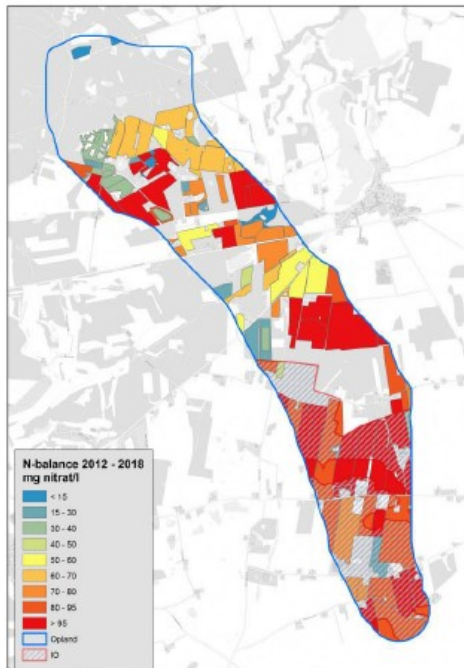 N-balance 2012 - 2018
mg nitrat/l
< 15
15 - 30
30 - 40
40 - 50
50 - 60
60 - 70
70 - 80
80 - 95
> 95
Opland
IO